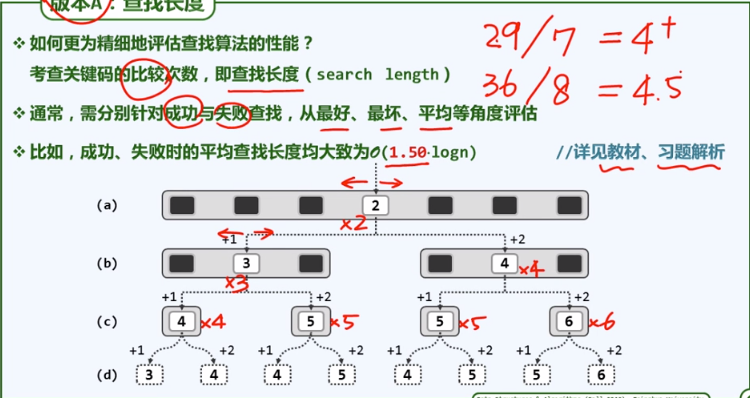 版本A：查找长度
29/7 = 4+
❖ 如何更为精细地评估查找算法的性能？
36/8 = 4.5
考查关键码的比较次数，即查找长度（search length）
❖ 通常，需分别针对成功与失败查找，从最好、最坏、平均等角度评估
❖ 比如，成功、失败时的平均查找长度均大致为O(1.50·logn) //详见教材、习题解析
(a) 2
×2
+1 +2
(b) 3 4 ×4
×3
+1 +2 +1 +2
(c) 4 ×4 5 ×5 5 ×5 6 ×6
+1 +2 +1 +2 +1 +2 +1 +2
(d) 3 4 4 5 4 5 5 6